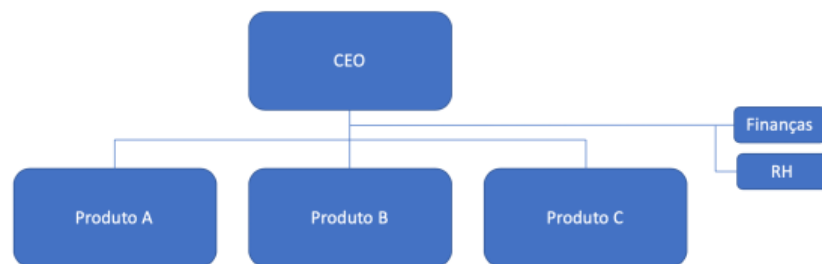 CEO
Finanças
RH
Produto A
Produto B
Produto C